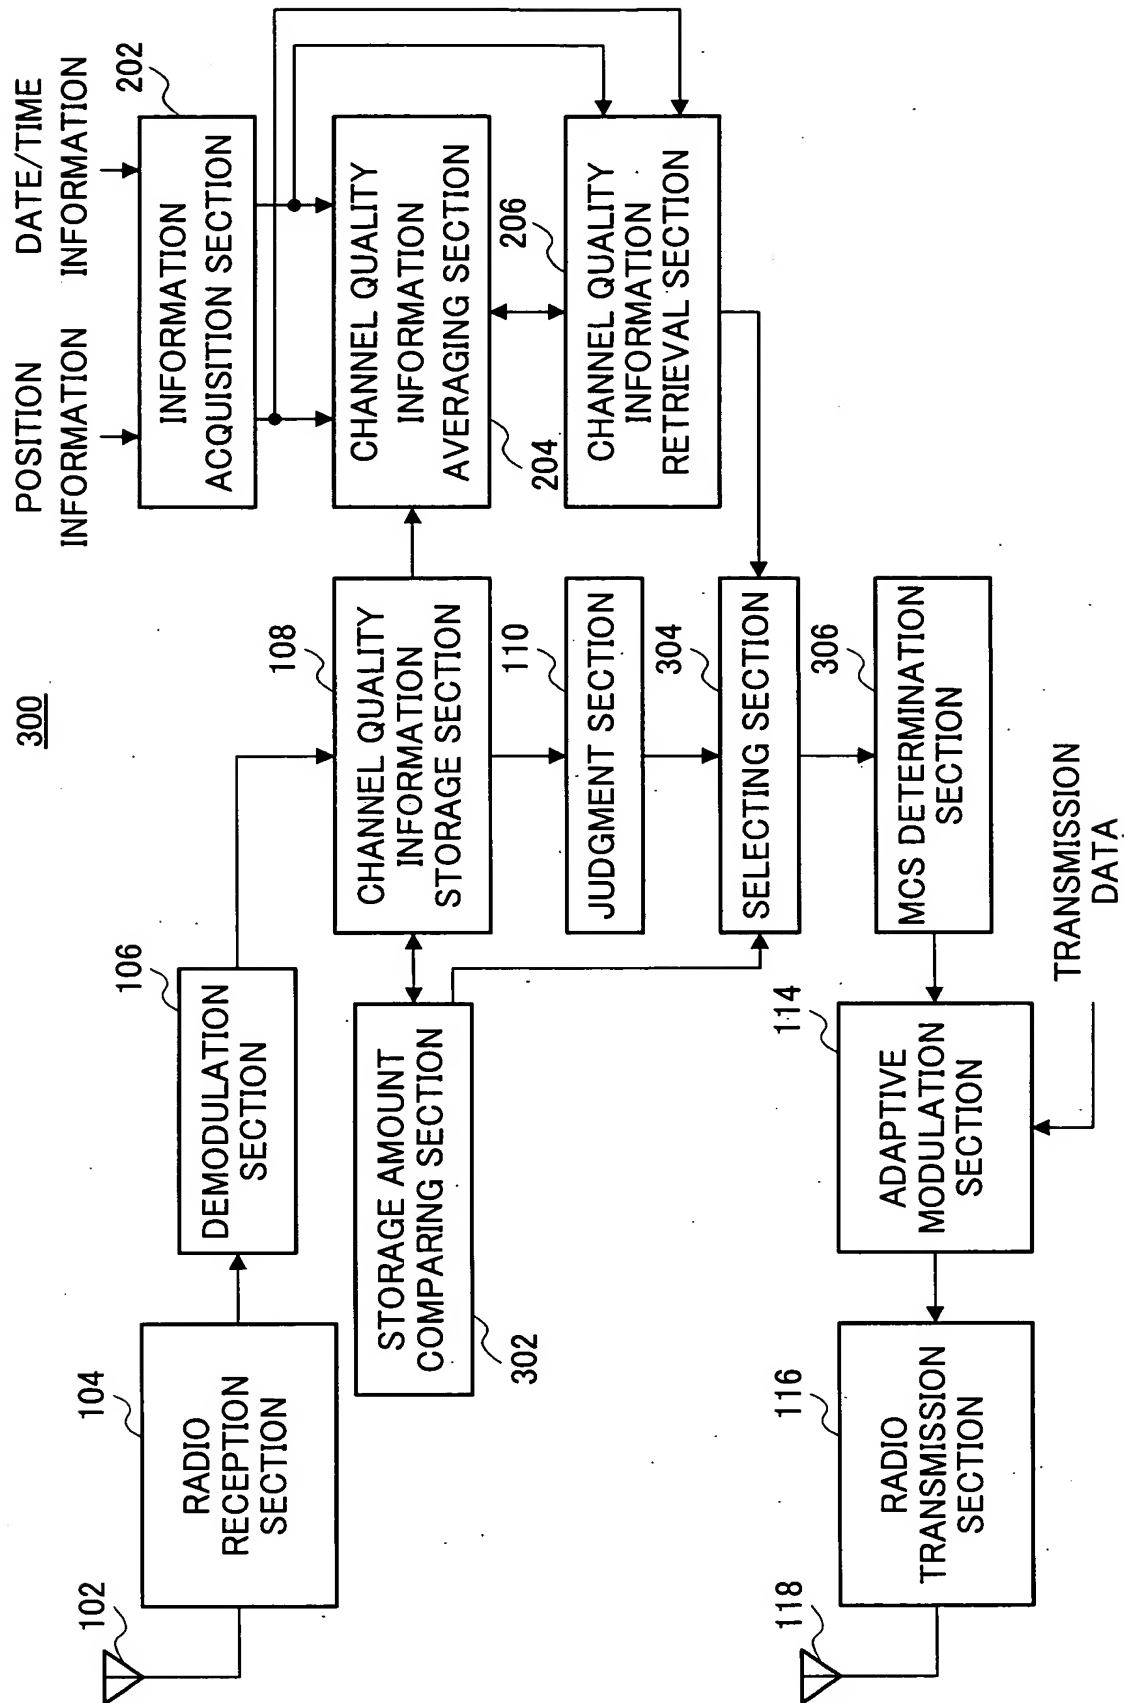 300
102
104
RADIO
RECEPTION
SECTION
106
DEMODULATION
SECTION
302
STORAGE AMOUNT
COMPARING SECTION
108
CHANNEL QUALITY
INFORMATION
STORAGE SECTION
110
JUDGMENT SECTION
304
SELECTING SECTION
306
MCS DETERMINATION
SECTION
POSITION
INFORMATION
DATE/TIME
INFORMATION
202
INFORMATION
ACQUISITION SECTION
CHANNEL QUALITY
INFORMATION
AVERAGING SECTION
204
206
CHANNEL QUALITY
INFORMATION
RETRIEVAL SECTION
118
116
RADIO
TRANSMISSION
SECTION
114
ADAPTIVE
MODULATION
SECTION
TRANSMISSION
DATA